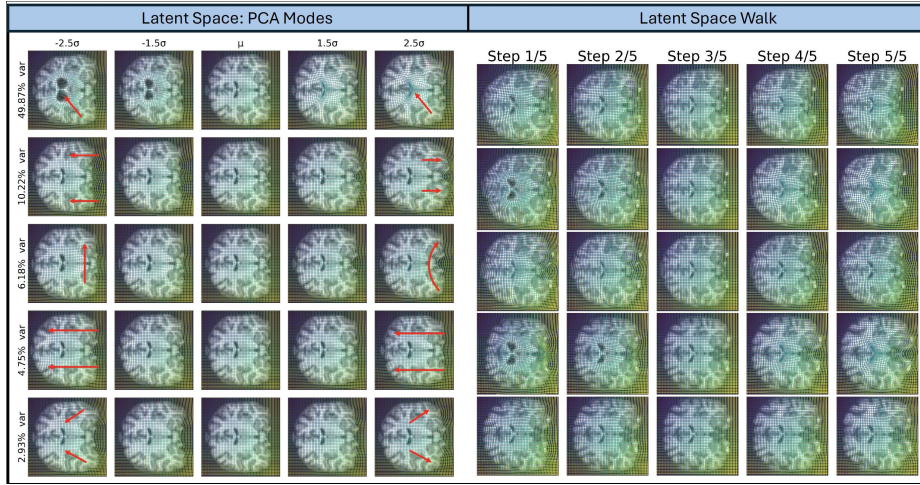 Latent Space: PCA Modes
Latent Space Walk
-2.5σ -1.5σ μ 1.5σ 2.5σ
Step 1/5 Step 2/5 Step 3/5 Step 4/5 Step 5/5
49.87% var
10.22% var
6.18% var
4.75% var
2.93% var